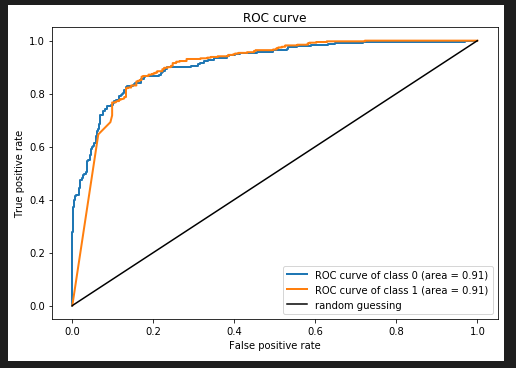 ROC curve
True positive rate
1.0
0.8
0.6
0.4
0.2
0.0
ROC curve of class 0 (area = 0.91)
ROC curve of class 1 (area = 0.91)
random guessing
0.0 0.2 0.4 0.6 0.8 1.0
False positive rate